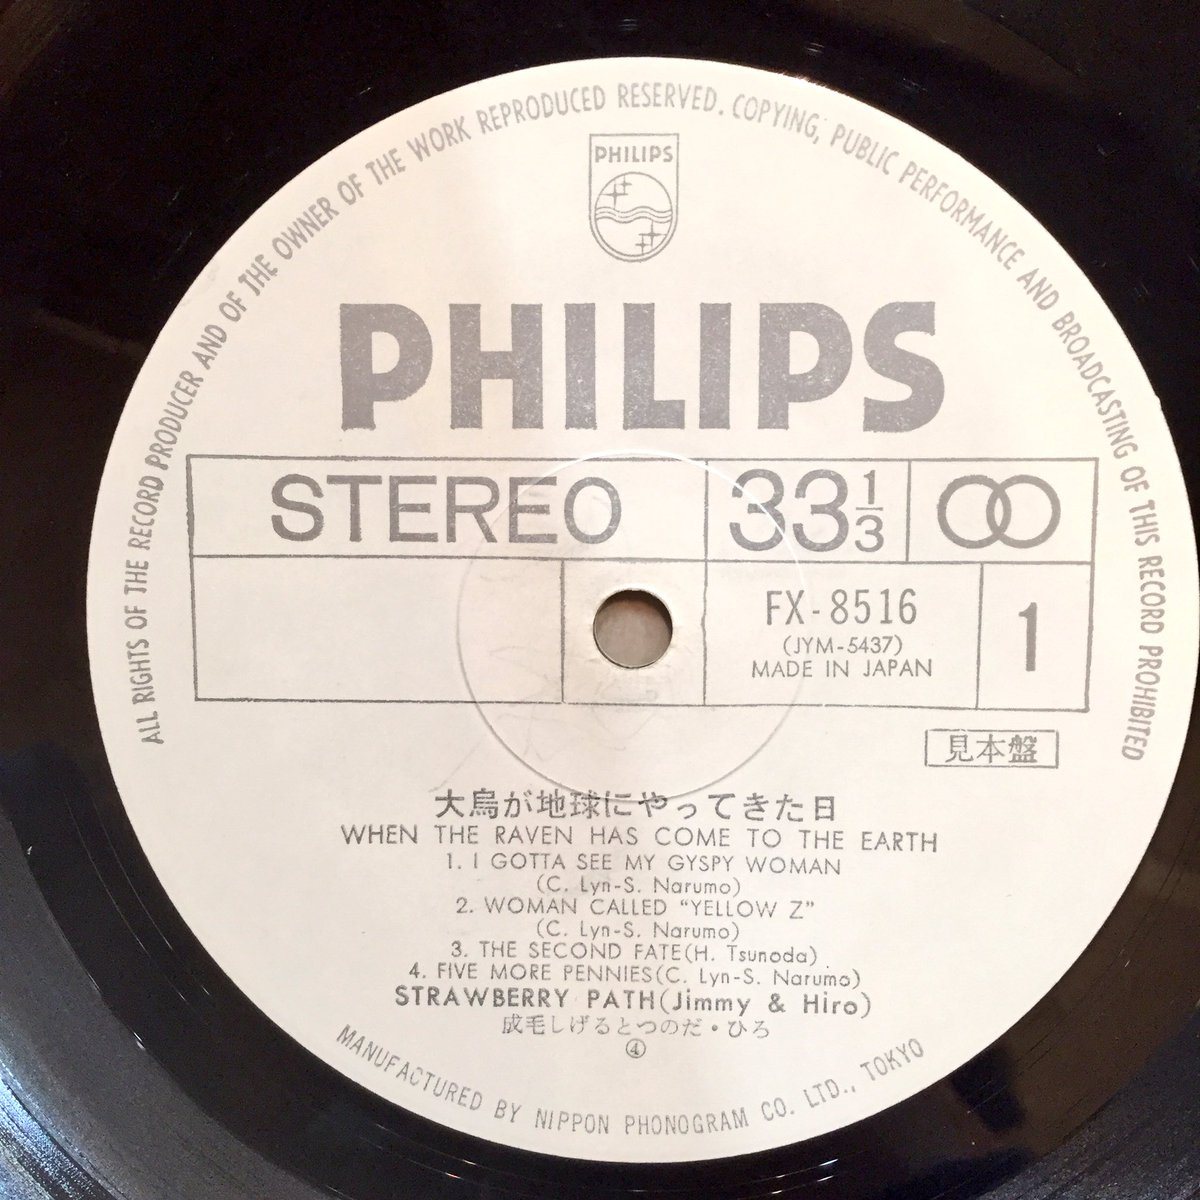 ALL RIGHTS OF THE RECORD PRODUCER AND OF THE OWNER OF THE WORK REPRODUCED RESERVED. COPYING, PUBLIC PERFORMANCE AND BROADCASTING OF THIS RECORD PROHIBITED
PHILIPS
PHILIPS
STEREO 33 1/3
FX-8516
(JYM-5437)
MADE IN JAPAN
1
見本盤
大鳥が地球にやってきた日
WHEN THE RAVEN HAS COME TO THE EARTH
1. I GOTTA SEE MY GYSPY WOMAN
(C. Lyn-S. Narumo)
2. WOMAN CALLED "YELLOW Z"
(C. Lyn-S. Narumo)
3. THE SECOND FATE(H. Tsunoda)
4. FIVE MORE PENNIES(C. Lyn-S. Narumo)
STRAWBERRY PATH(Jimmy & Hiro)
成毛しげるとつのだ・ひろ
④
MANUFACTURED BY NIPPON PHONOGRAM CO. LTD., TOKYO